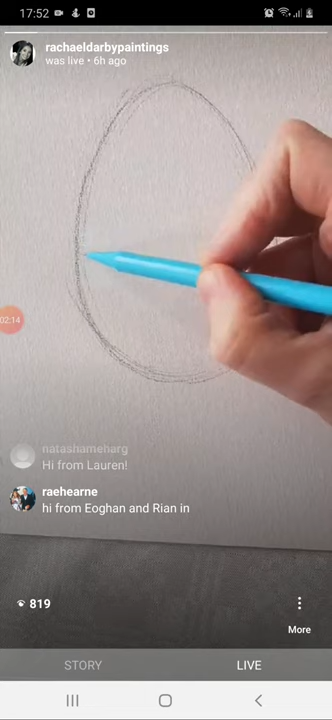 17:52
rachaeldarbypaintings
was live • 6h ago
02:14
natashameharg
Hi from Lauren!
raehearne
hi from Eoghan and Rian in
819
More
STORY
LIVE